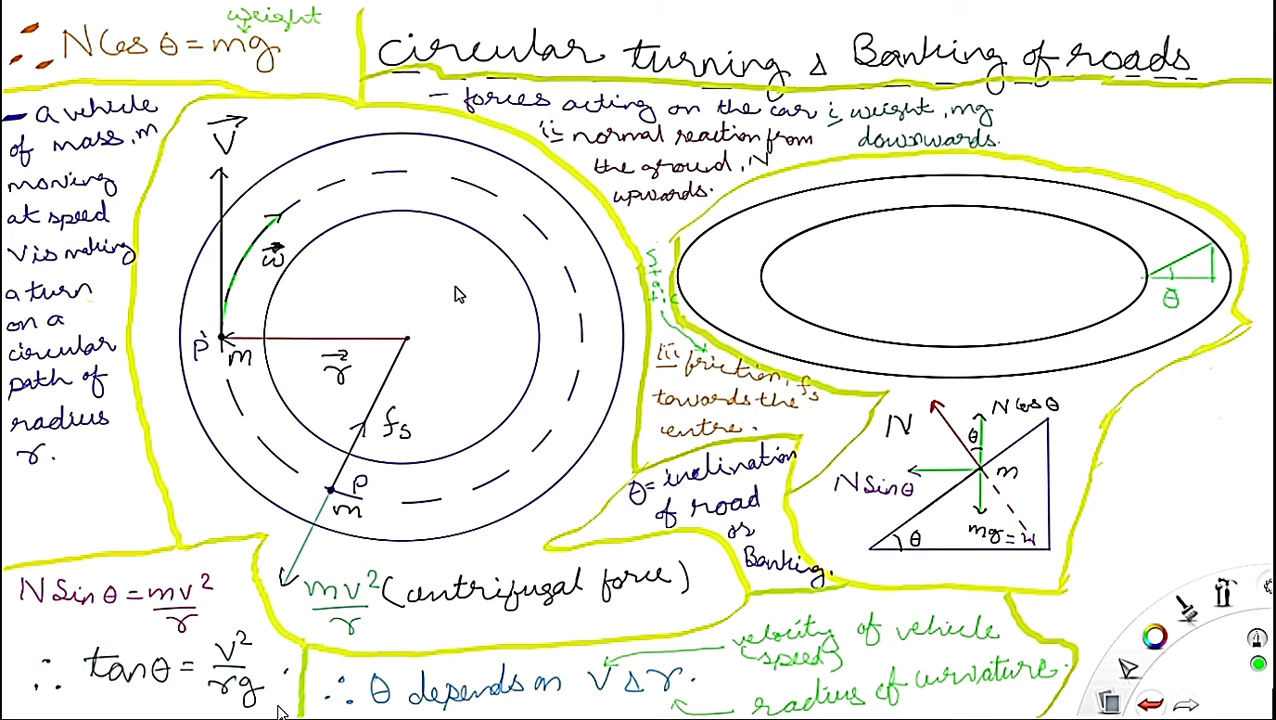 weight
∴ N Cos θ = mg
Circular turning & Banking of roads
- a vehicle
of mass, m
moving
at speed
V is making
a turn
on a
circular
path of
radius
r.
- forces acting on the car i weight, mg
downwards.
ii normal reaction from
the ground, N
upwards.
static
iii friction, fs
towards the
centre.
V
ω
P'
m
r
fs
P
m
θ
θ = inclination
of road
or
Banking.
N
N Cos θ
θ
m
N Sin θ
mg = W
θ
N Sin θ = mv²/r
mv²/r (centrifugal force)
∴ tan θ = v²/rg .
∴ θ depends on V & r.
velocity of vehicle
(speed)
radius of curvature.